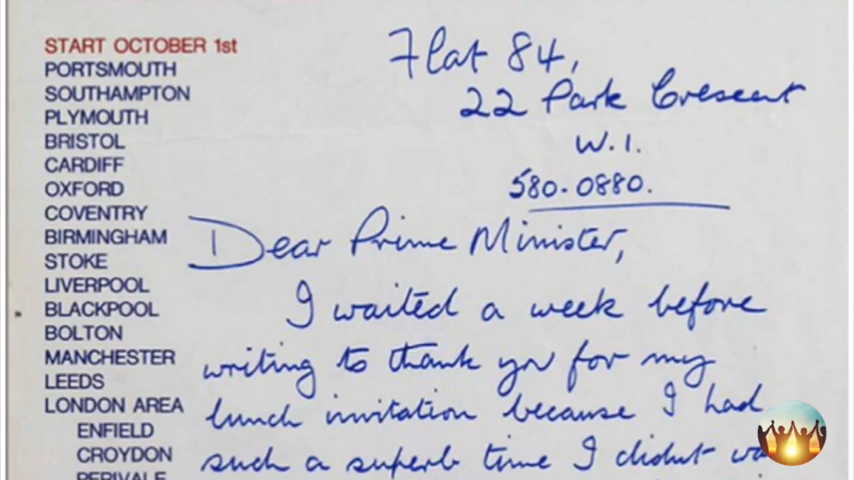 START OCTOBER 1st
PORTSMOUTH
SOUTHAMPTON
PLYMOUTH
BRISTOL
CARDIFF
OXFORD
COVENTRY
BIRMINGHAM
STOKE
LIVERPOOL
BLACKPOOL
BOLTON
MANCHESTER
LEEDS
LONDON AREA
ENFIELD
CROYDON
PERIVALE
Flat 84,
22 Park Crescent
W.1.
580-0880.
Dear Prime Minister,
I waited a week before
writing to thank you for my
lunch invitation because I had
such a superb time I didnt